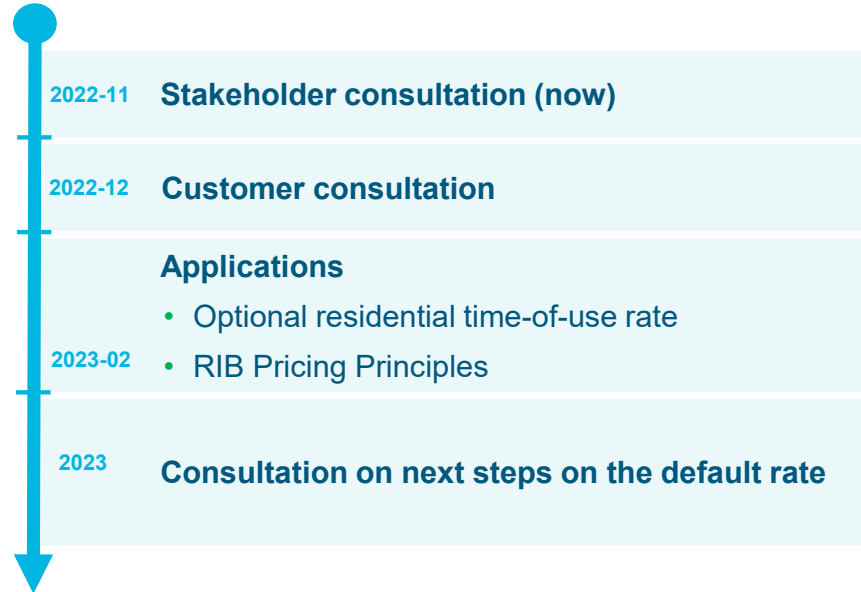 2022-11 Stakeholder consultation (now)
2022-12 Customer consultation
Applications
• Optional residential time-of-use rate
2023-02 • RIB Pricing Principles
2023 Consultation on next steps on the default rate